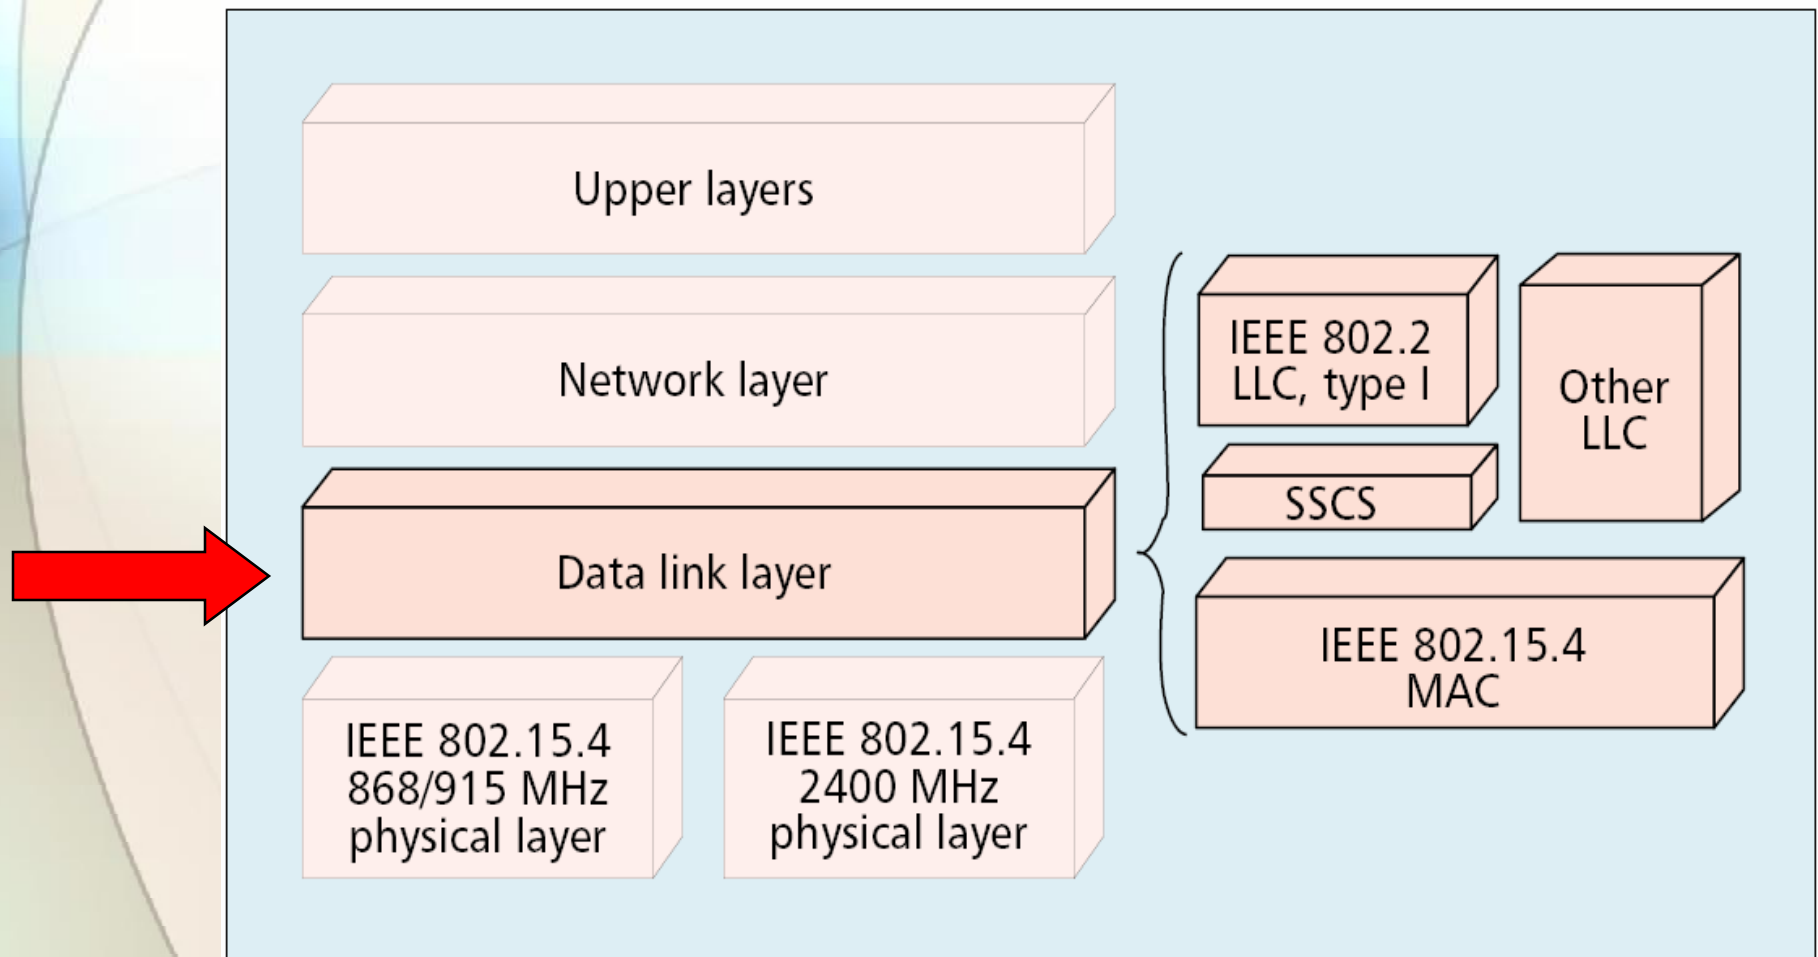 Upper layers
Network layer
Data link layer
IEEE 802.15.4
868/915 MHz
physical layer
IEEE 802.15.4
2400 MHz
physical layer
IEEE 802.2
LLC, type I
Other
LLC
SSCS
IEEE 802.15.4
MAC